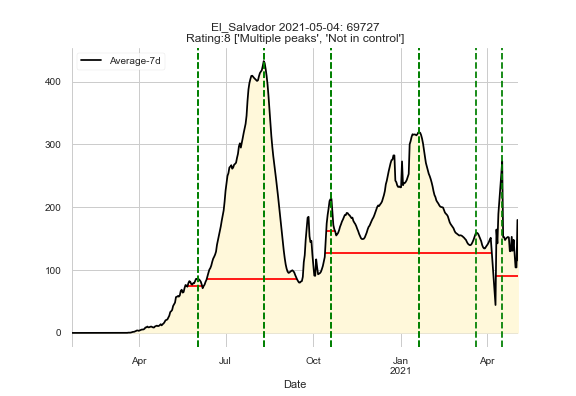 El_Salvador 2021-05-04: 69727
Rating:8 ['Multiple peaks', 'Not in control']
Average-7d
400
300
200
100
0
Apr
Jul
Oct
Jan
2021
Apr
Date